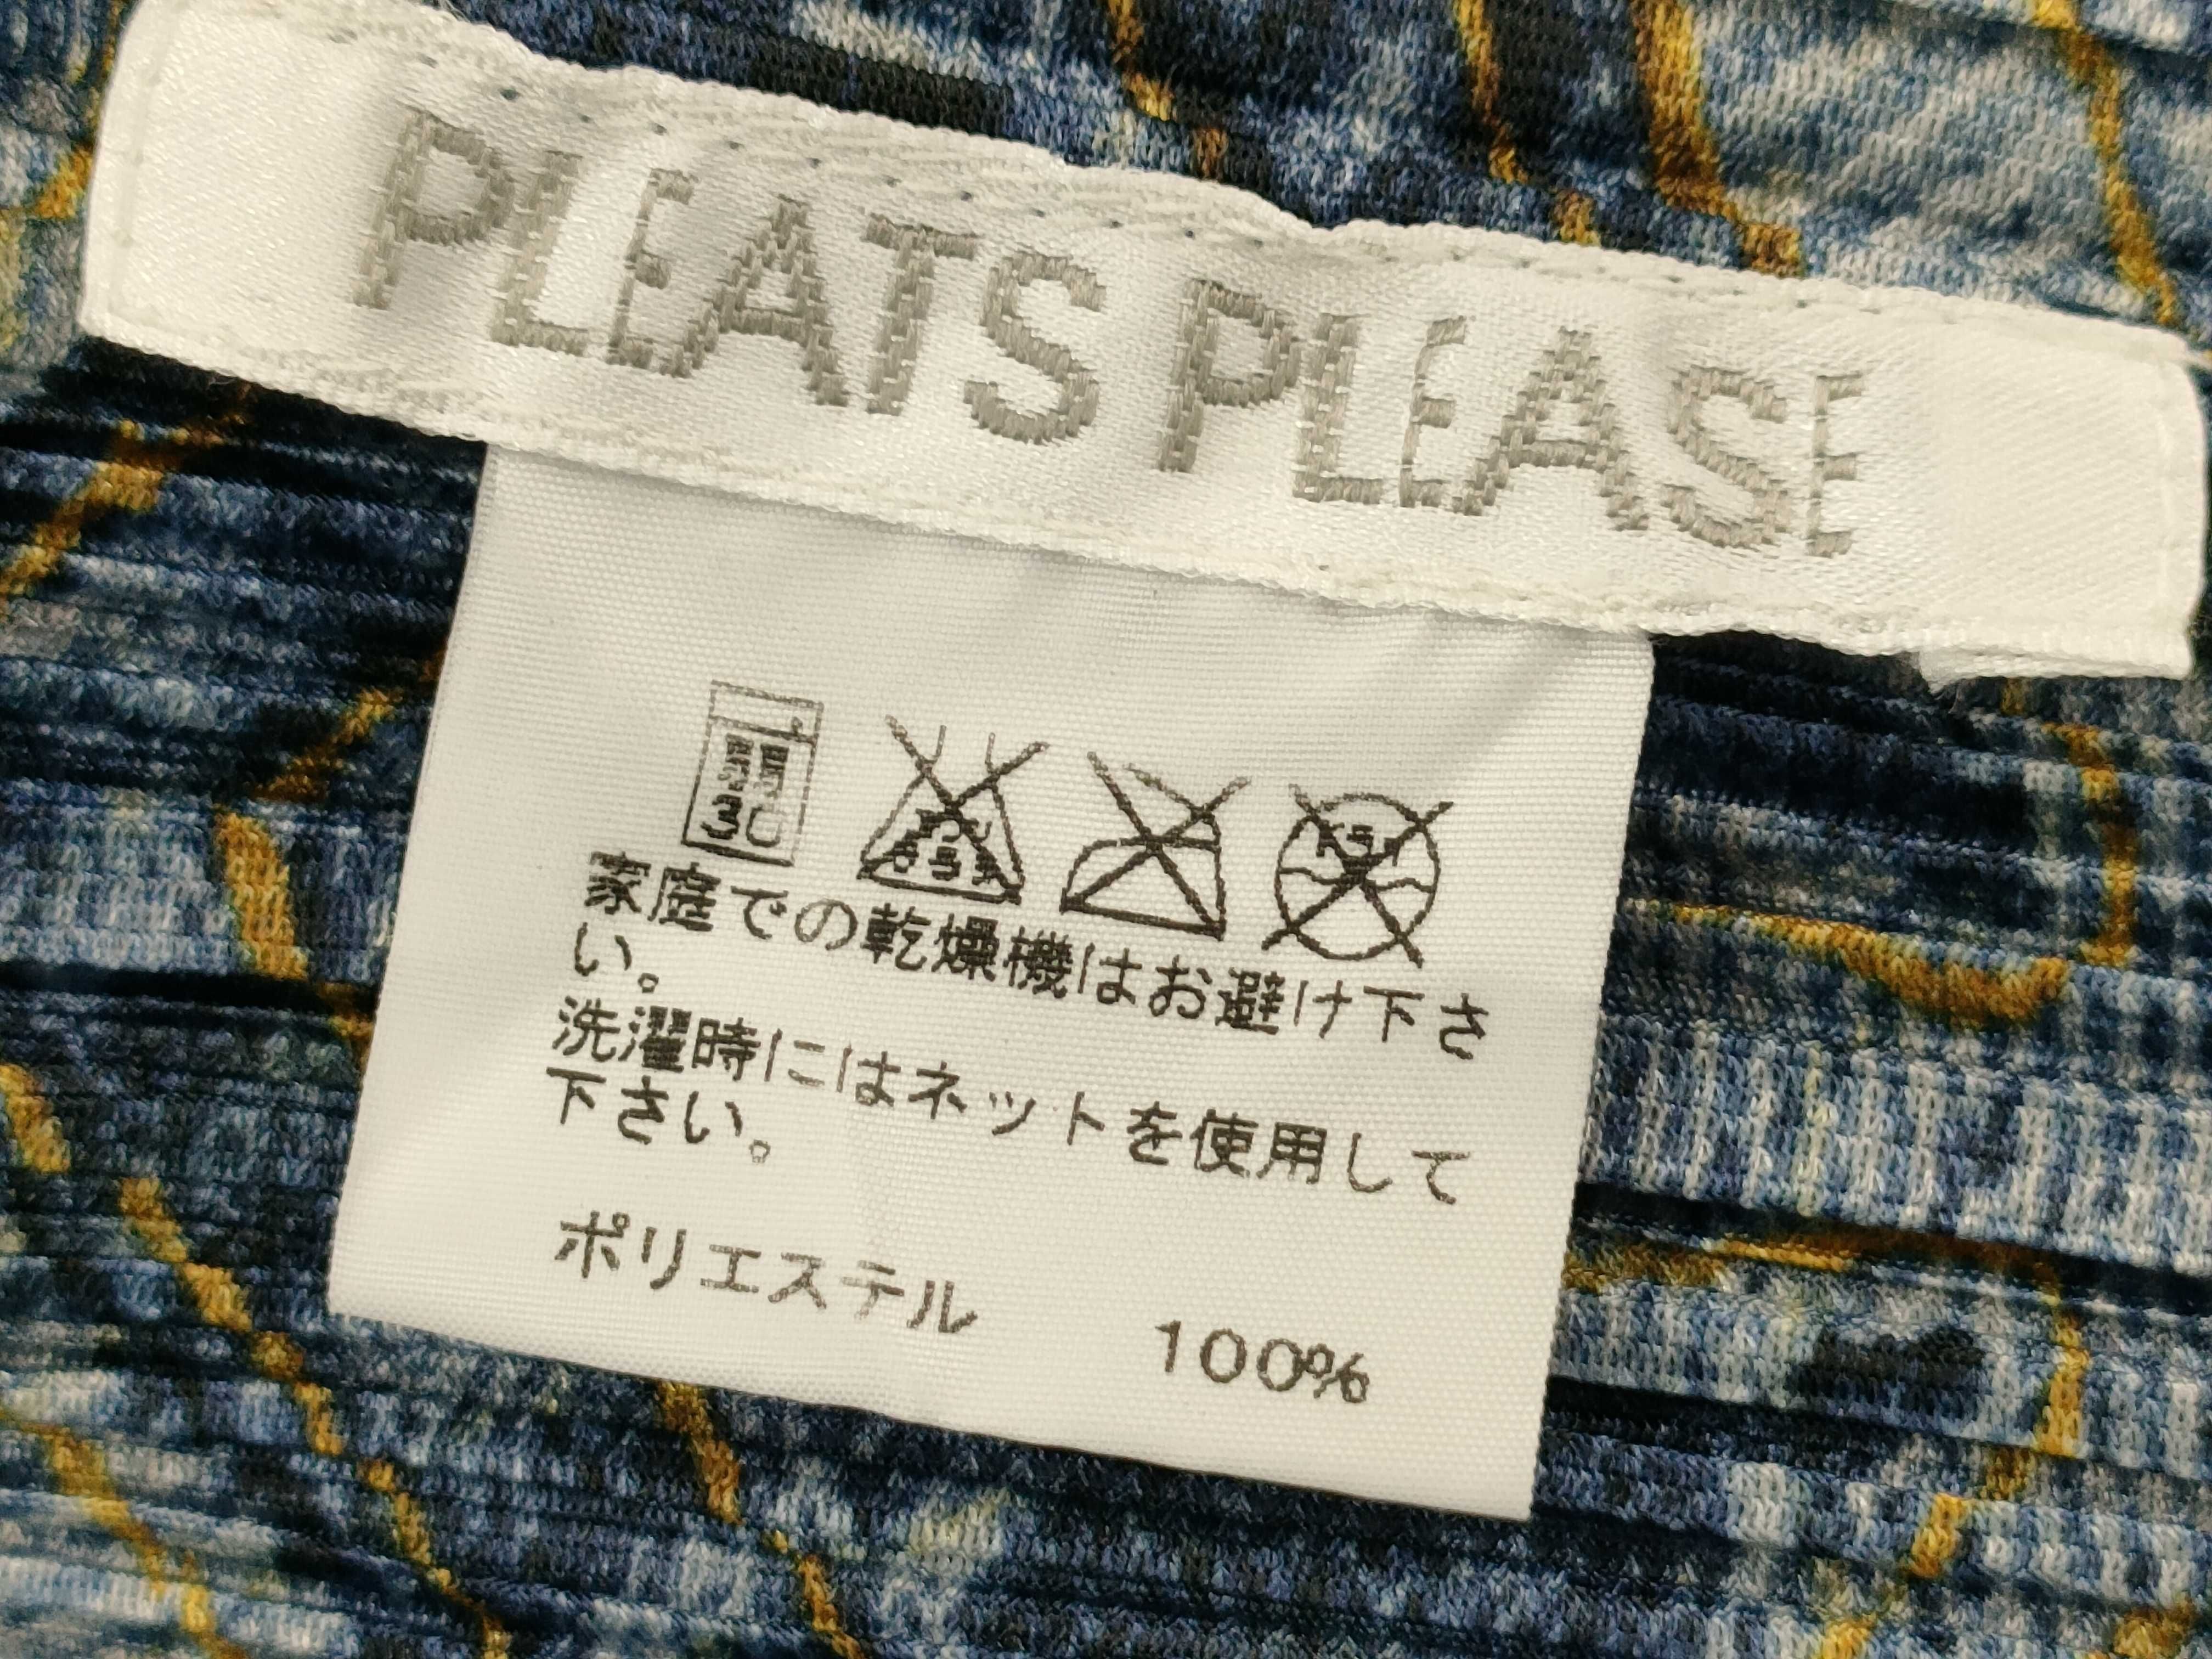 PLEATS PLEASE
家庭での乾燥機はお避け下さ
い。
洗濯時にはネットを使用して
下さい。
ポリエステル 100%